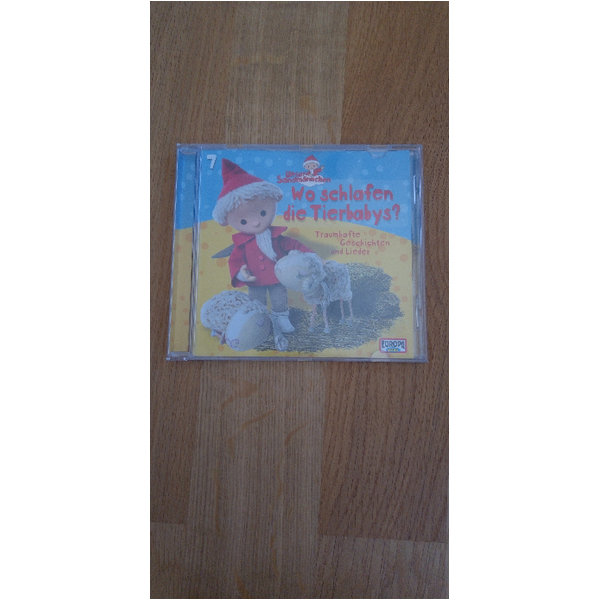 7
Unser
Sandmännchen
Wo schlafen
die Tierbabys?
Traumhafte
Geschichten
und Lieder
EUROPA